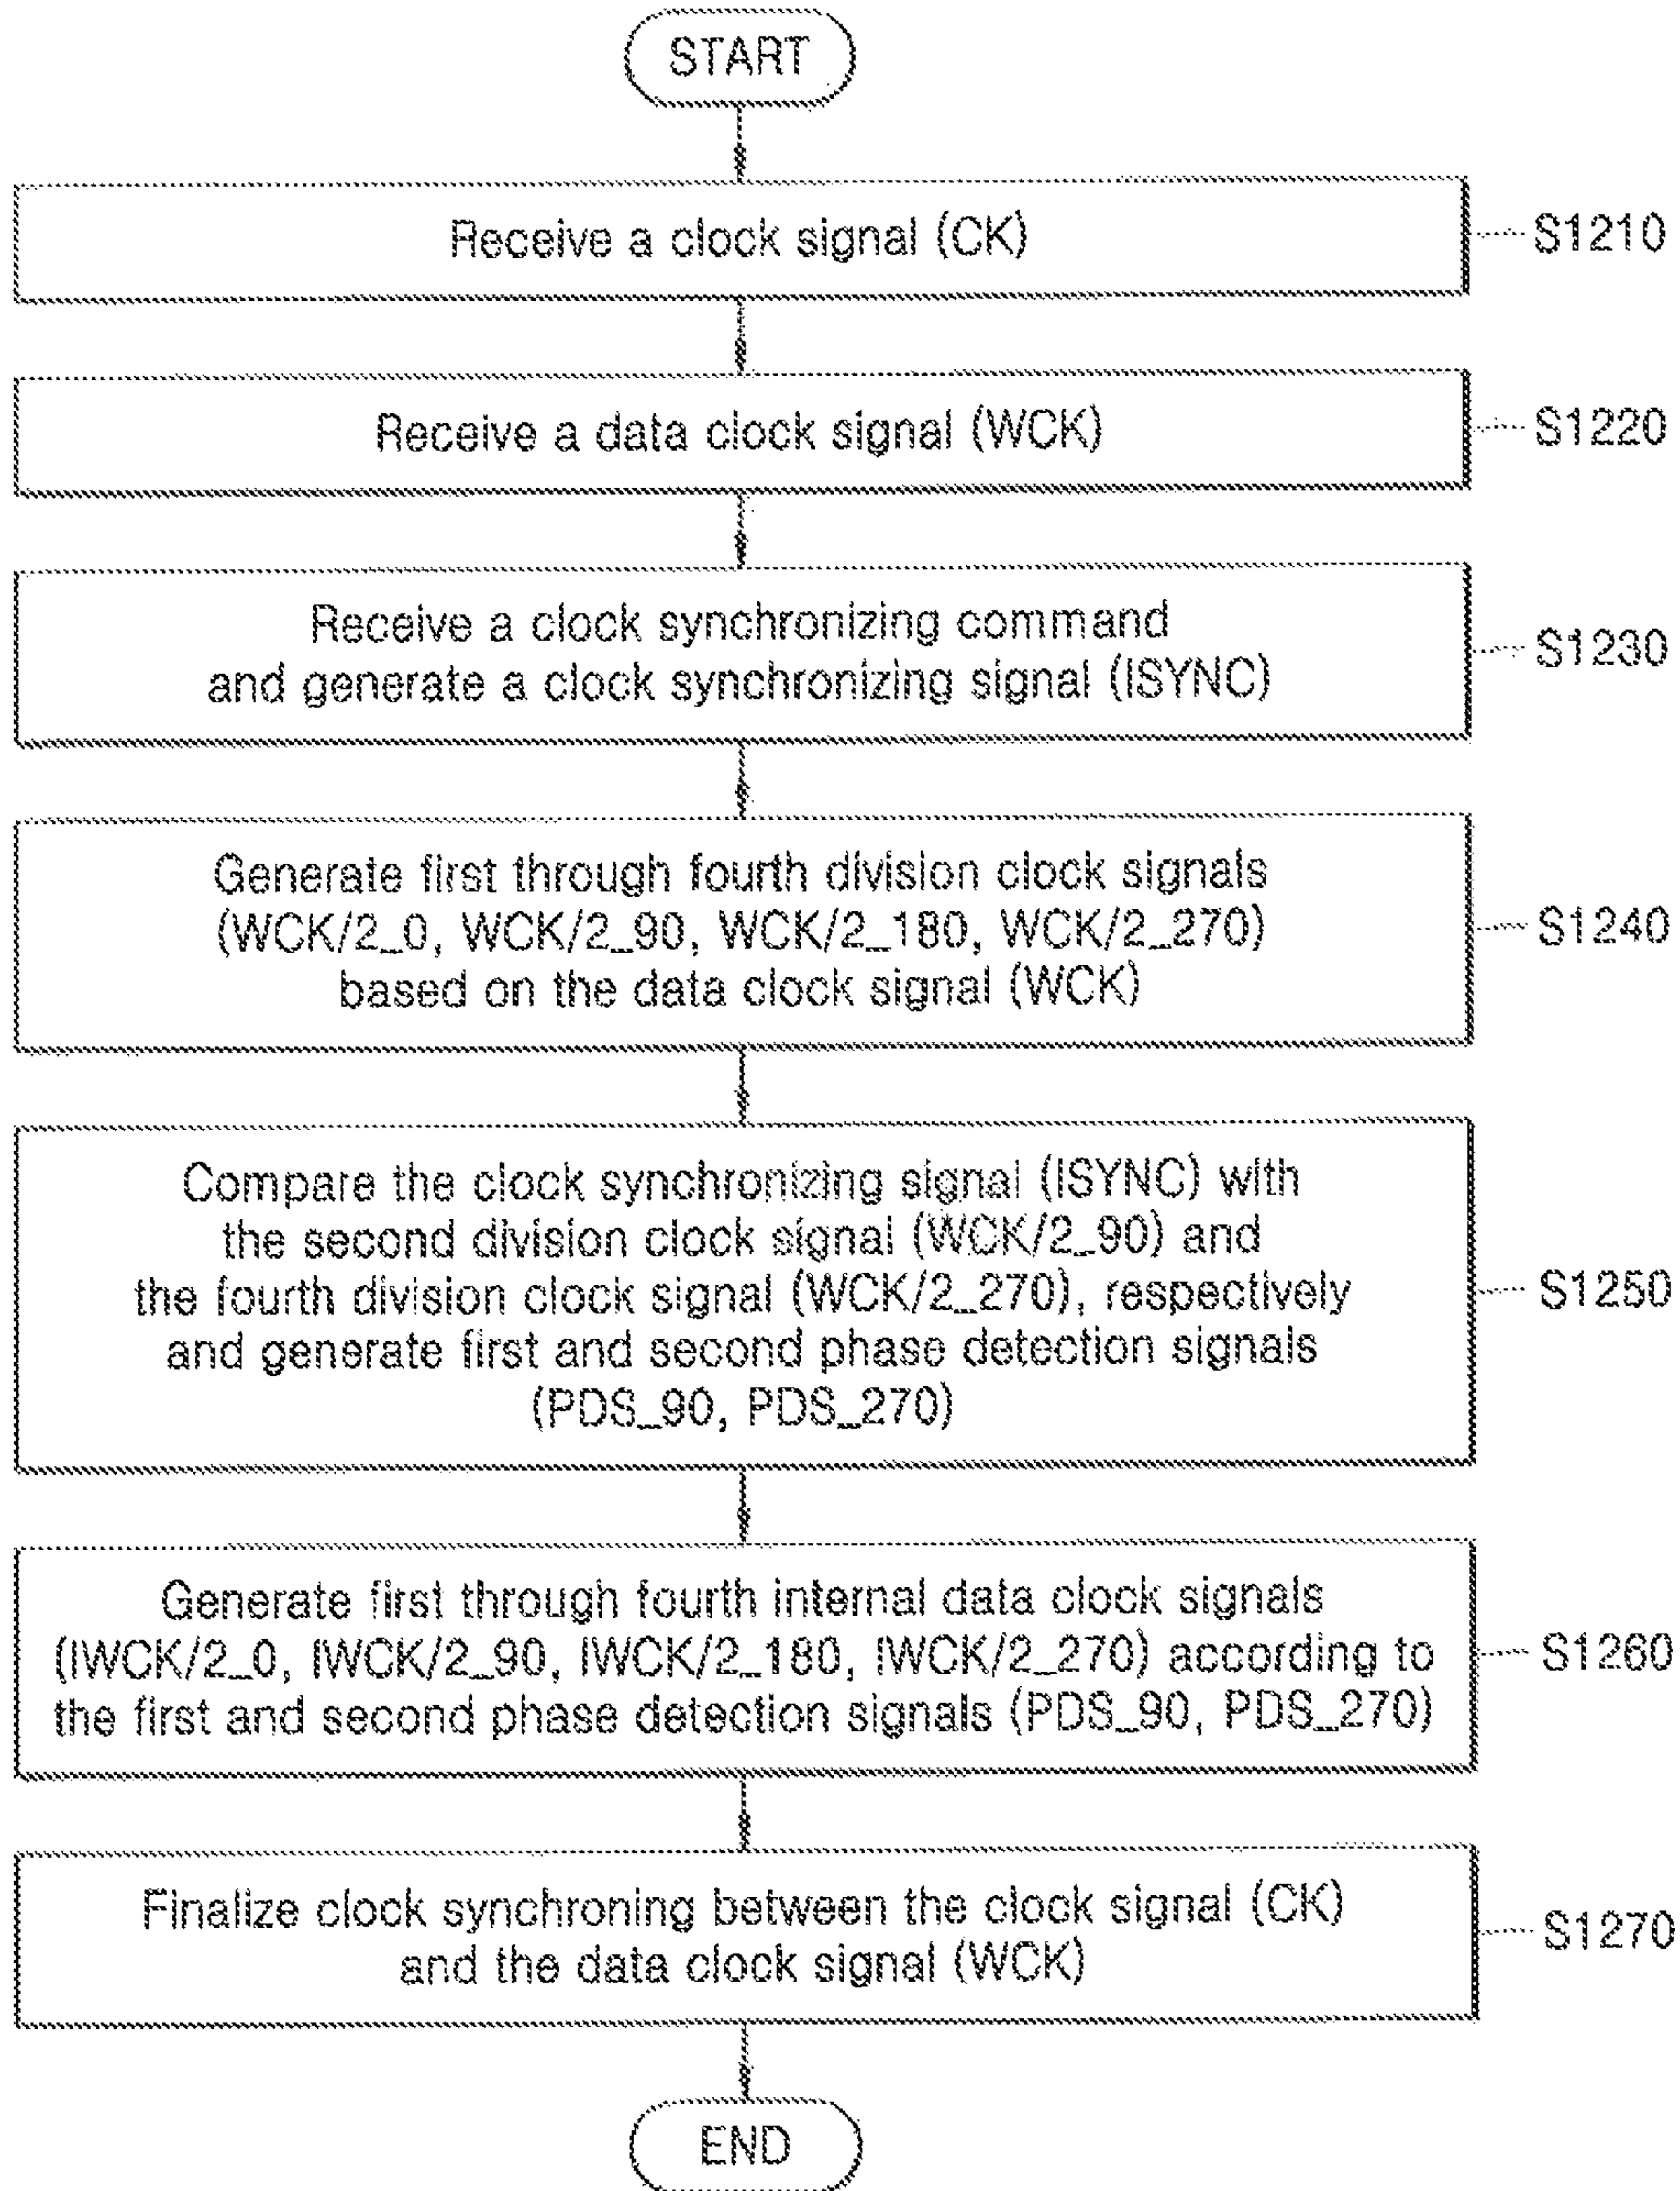 START
Receive a clock signal (CK)
S1210
Receive a data clock signal (WCK)
S1220
Receive a clock synchronizing command
and generate a clock synchronizing signal (ISYNC)
S1230
Generate first through fourth division clock signals
(WCK/2_0, WCK/2_90, WCK/2_180, WCK/2_270)
based on the data clock signal (WCK)
S1240
Compare the clock synchronizing signal (ISYNC) with
the second division clock signal (WCK/2_90) and
the fourth division clock signal (WCK/2_270), respectively
and generate first and second phase detection signals
(PDS_90, PDS_270)
S1250
Generate first through fourth internal data clock signals
(IWCK/2_0, IWCK/2_90, IWCK/2_180, IWCK/2_270) according to
the first and second phase detection signals (PDS_90, PDS_270)
S1260
Finalize clock synchroning between the clock signal (CK)
and the data clock signal (WCK)
S1270
END